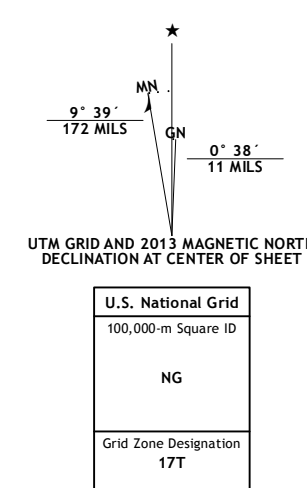 ★
MN
9° 39´
172 MILS
GN
0° 38´
11 MILS
UTM GRID AND 2013 MAGNETIC NORTH
DECLINATION AT CENTER OF SHEET
U.S. National Grid
100,000-m Square ID
NG
Grid Zone Designation
17T